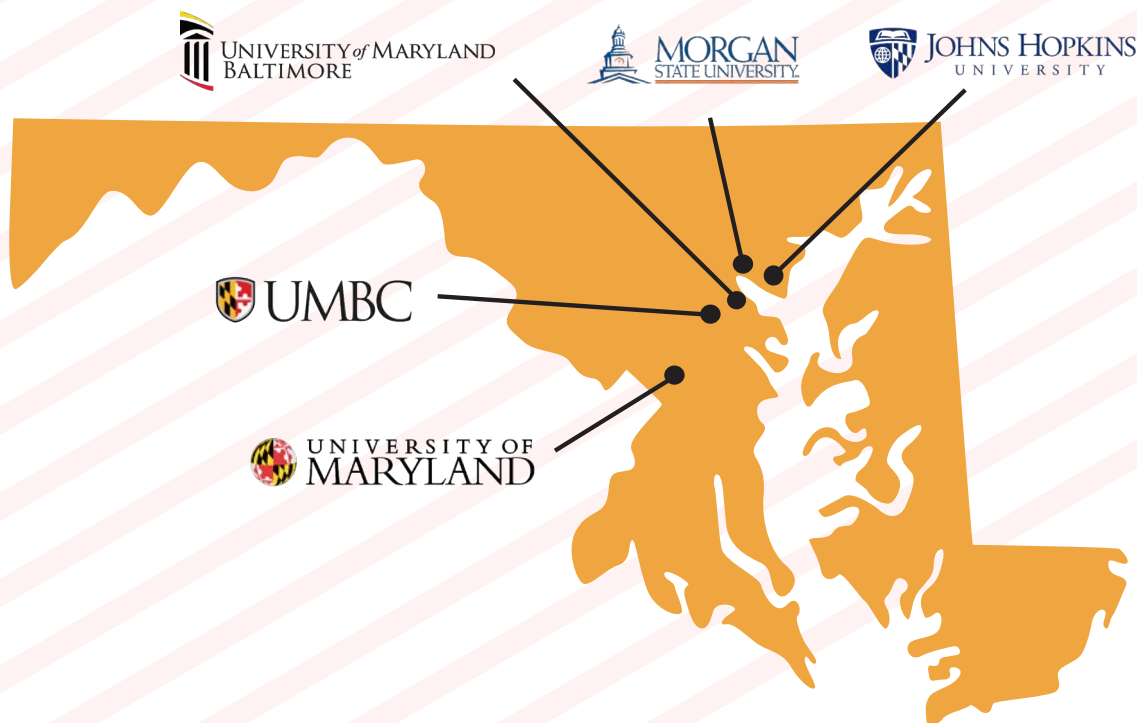 UNIVERSITY of MARYLAND
BALTIMORE
MORGAN
STATE UNIVERSITY
JOHNS HOPKINS
UNIVERSITY
UMBC
UNIVERSITY OF
MARYLAND